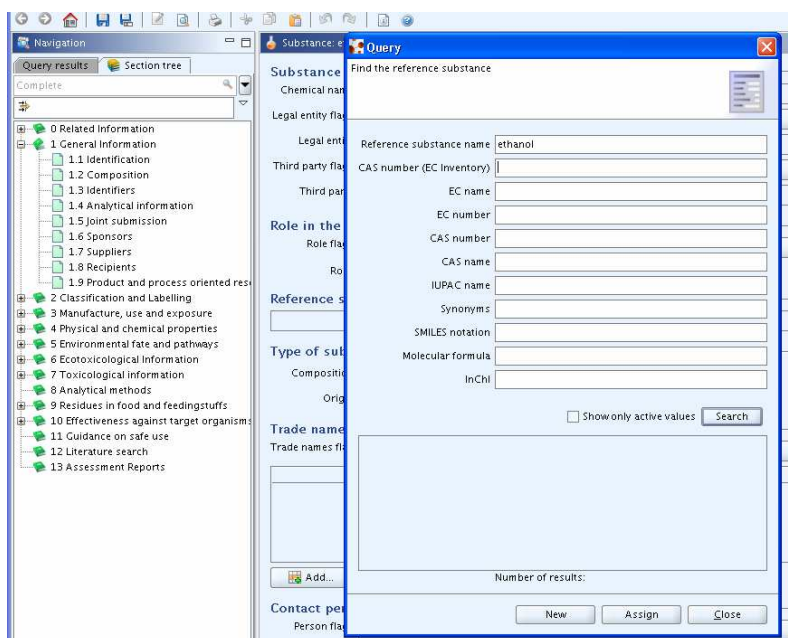 Navigation
Query results
Section tree
Complete
0 Related Information
1 General Information
1.1 Identification
1.2 Composition
1.3 Identifiers
1.4 Analytical information
1.5 Joint submission
1.6 Sponsors
1.7 Suppliers
1.8 Recipients
1.9 Product and process oriented res
2 Classification and Labelling
3 Manufacture, use and exposure
4 Physical and chemical properties
5 Environmental fate and pathways
6 Ecotoxicological Information
7 Toxicological information
8 Analytical methods
9 Residues in food and feedingstuffs
10 Effectiveness against target organisms
11 Guidance on safe use
12 Literature search
13 Assessment Reports
Substance: e
Substance
Chemical nam
Legal entity fla
Legal enti
Third party fla
Third par
Role in the
Role fla
Ro
Reference s
Type of sub
Compositio
Orig
Trade name
Trade names fl
Add...
Contact per
Person fla
Query
Find the reference substance
Reference substance name ethanol
CAS number (EC Inventory)
EC name
EC number
CAS number
CAS name
IUPAC name
Synonyms
SMILES notation
Molecular formula
InChI
Show only active values Search
Number of results:
New Assign Close